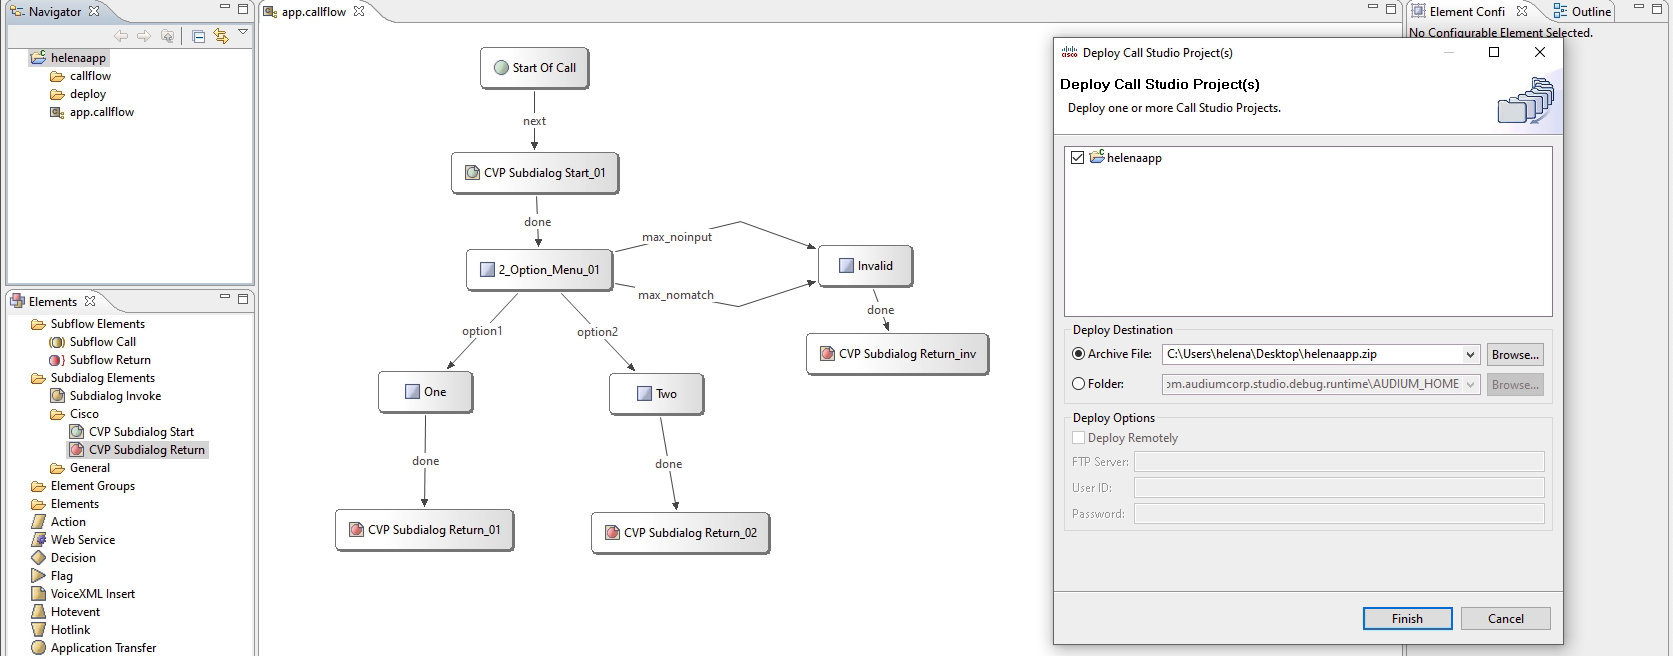 Navigator
helenaapp
callflow
deploy
app.callflow
Elements
Subflow Elements
Subflow Call
Subflow Return
Subdialog Elements
Subdialog Invoke
Cisco
CVP Subdialog Start
CVP Subdialog Return
General
Element Groups
Elements
Action
Web Service
Decision
Flag
VoiceXML Insert
Hotevent
Hotlink
Application Transfer
app.callflow
Start Of Call
next
CVP Subdialog Start_01
done
2_Option_Menu_01
max_noinput
max_nomatch
Invalid
done
CVP Subdialog Return_inv
option1
option2
One
Two
done
done
CVP Subdialog Return_01
CVP Subdialog Return_02
Element Confi
Outline
No Configurable Element Selected.
cisco
Deploy Call Studio Project(s)
Deploy Call Studio Project(s)
Deploy one or more Call Studio Projects.
helenaapp
Deploy Destination
Archive File: C:\Users\helena\Desktop\helenaapp.zip Browse...
Folder: om.audiumcorp.studio.debug.runtime\AUDIUM_HOME Browse...
Deploy Options
Deploy Remotely
FTP Server:
User ID:
Password:
Finish Cancel